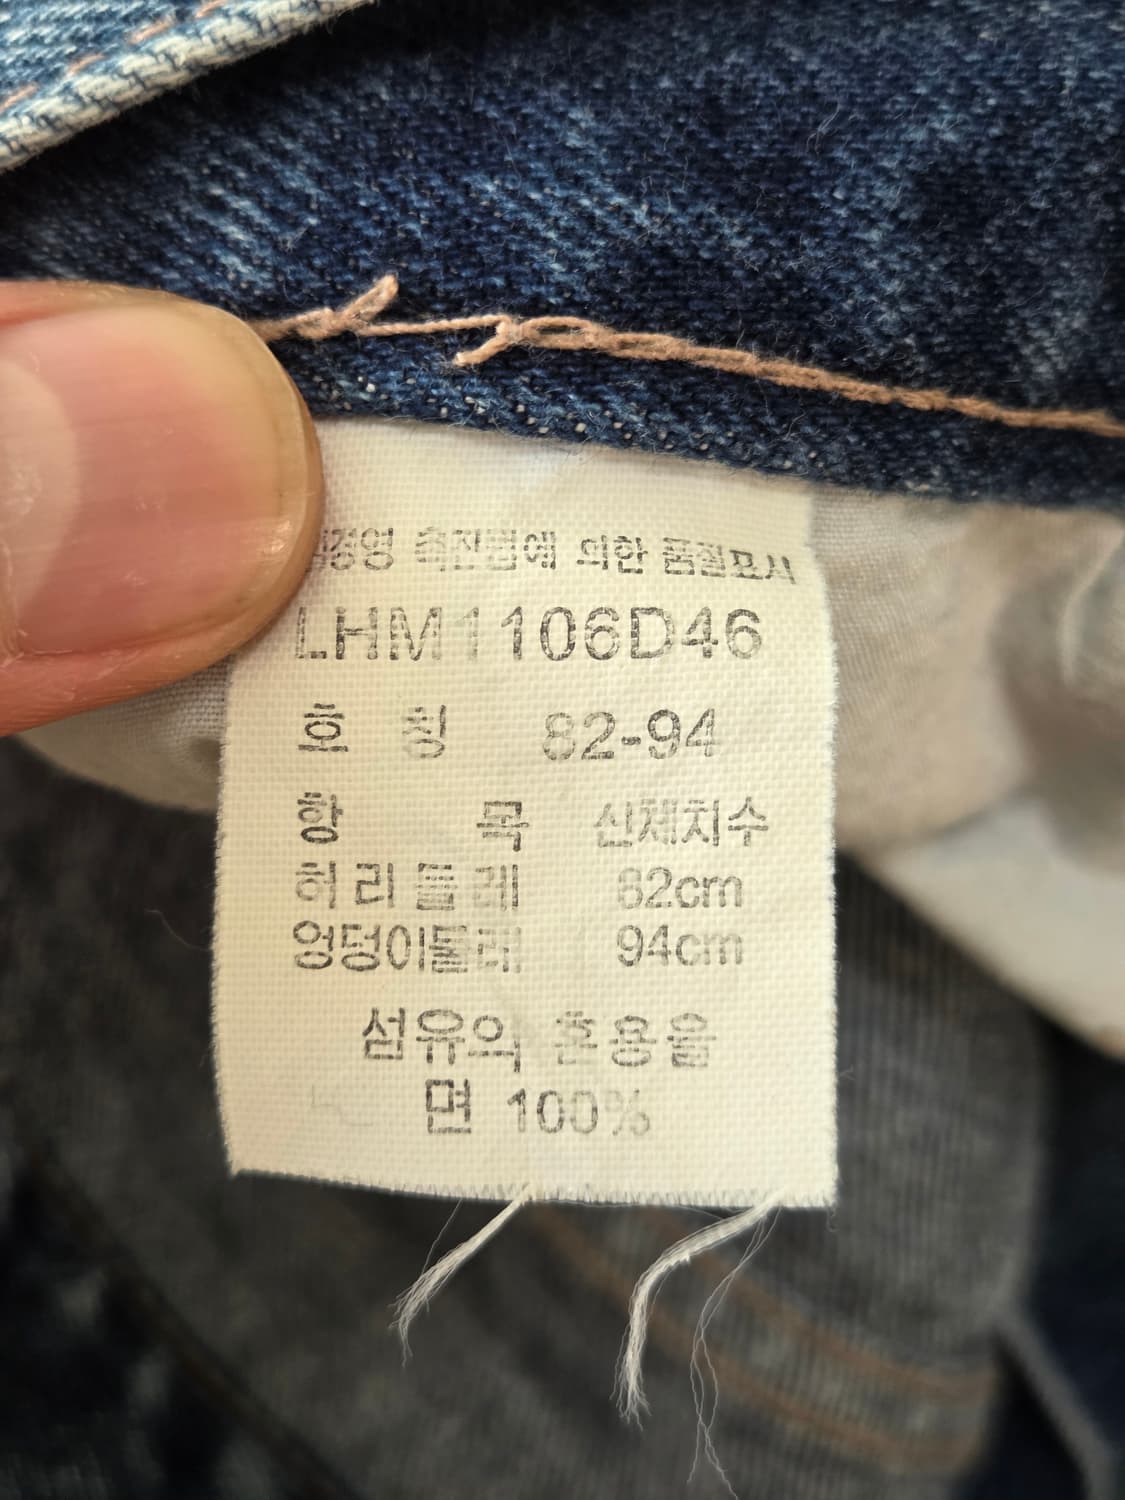 경영 촉진법에 의한 품질표시
LHM1106D46
호 칭 82-94
항 목 신체치수
허리둘레 82cm
엉덩이둘레 94cm
섬유의 혼용율
면 100%